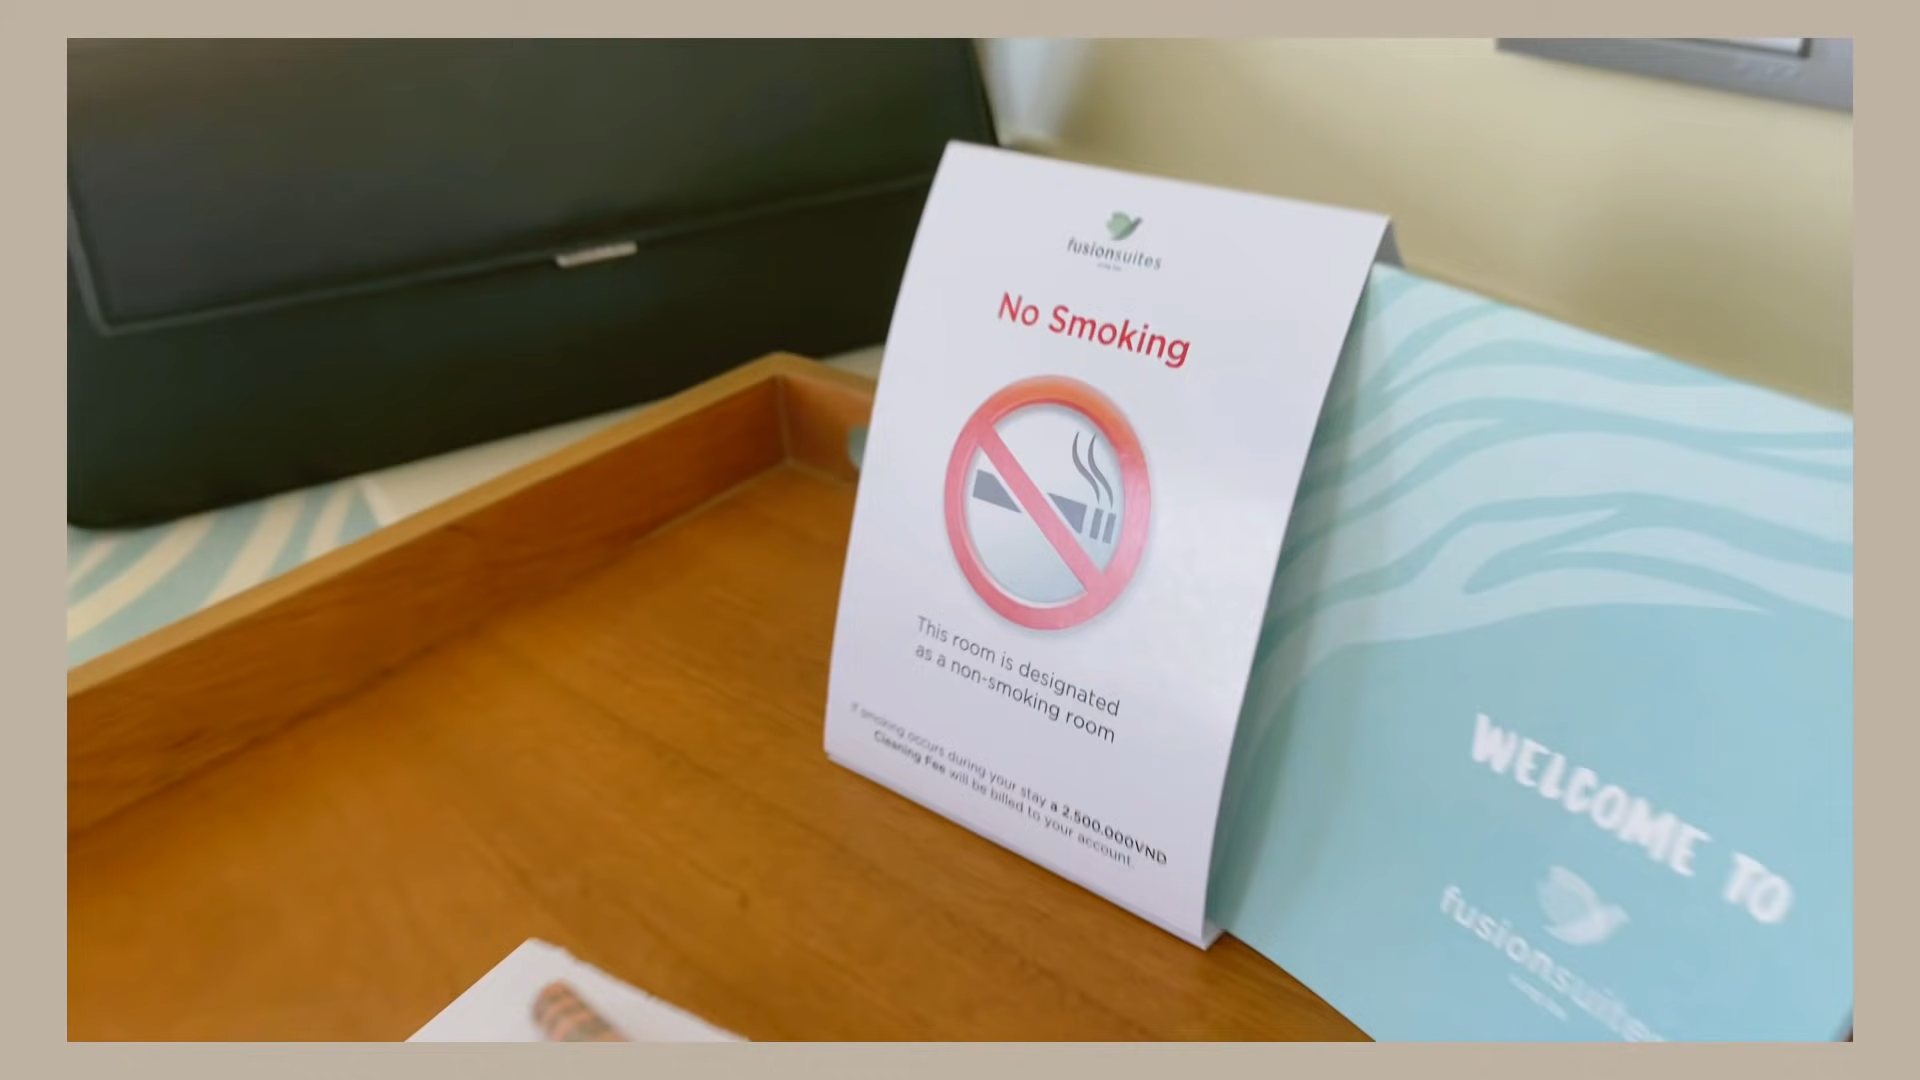 fusionsuites
No Smoking
This room is designated
as a non-smoking room
If smoking occurs during your stay a 2.500.000VND
Cleaning Fee will be billed to your account.
WELCOME TO
fusionsuites